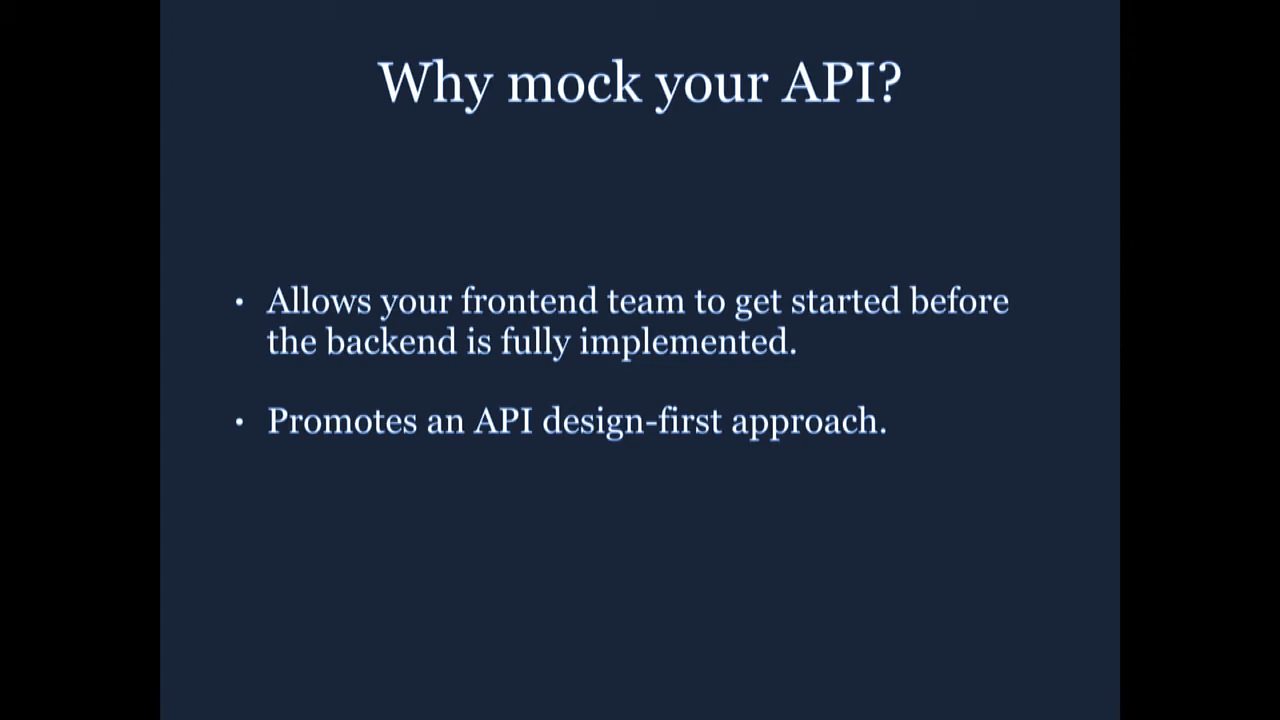 Why mock your API?
• Allows your frontend team to get started before
the backend is fully implemented.
• Promotes an API design-first approach.